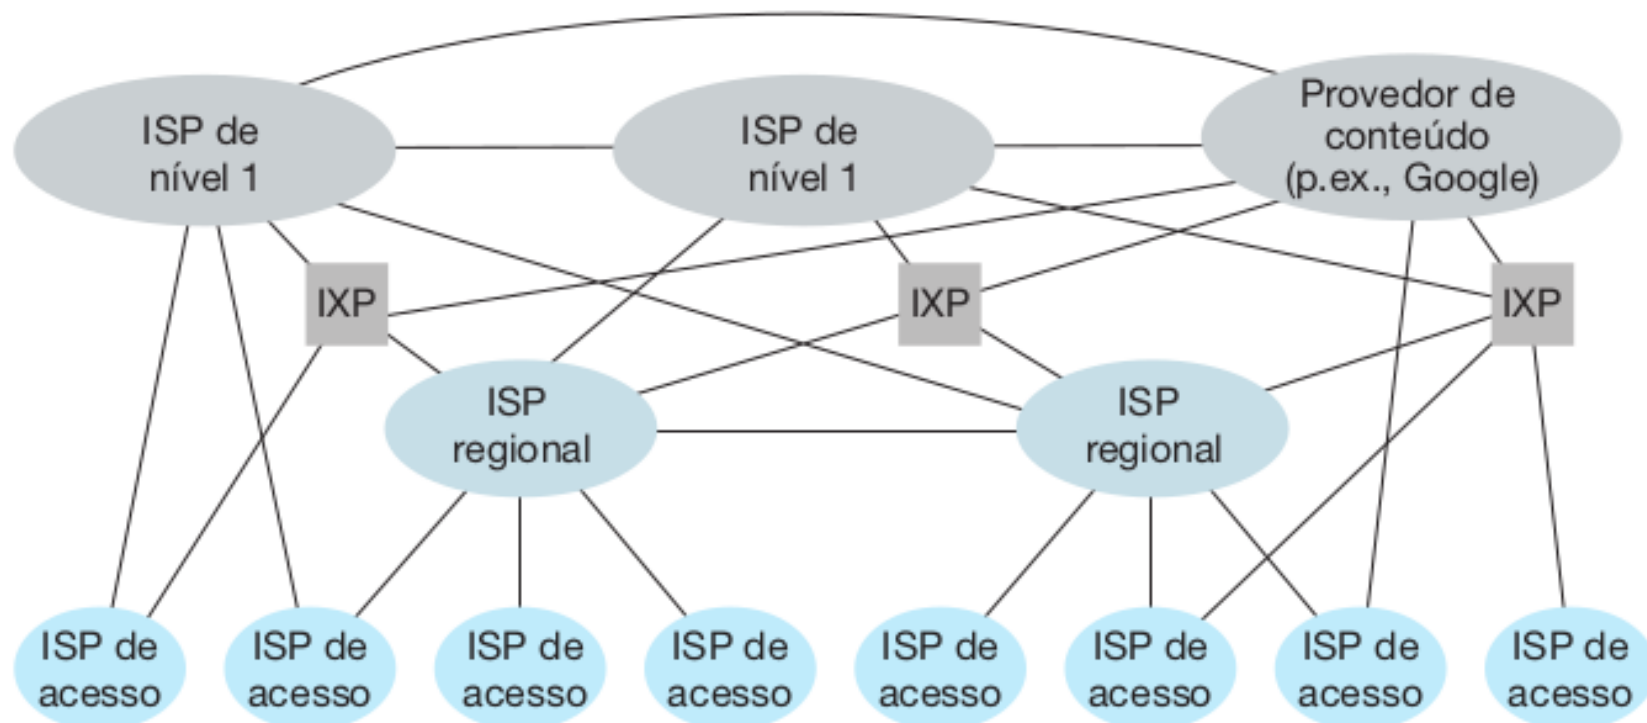 ISP de
nível 1
ISP de
nível 1
Provedor de
conteúdo
(p.ex., Google)
IXP
IXP
IXP
ISP
regional
ISP
regional
ISP de
acesso
ISP de
acesso
ISP de
acesso
ISP de
acesso
ISP de
acesso
ISP de
acesso
ISP de
acesso
ISP de
acesso